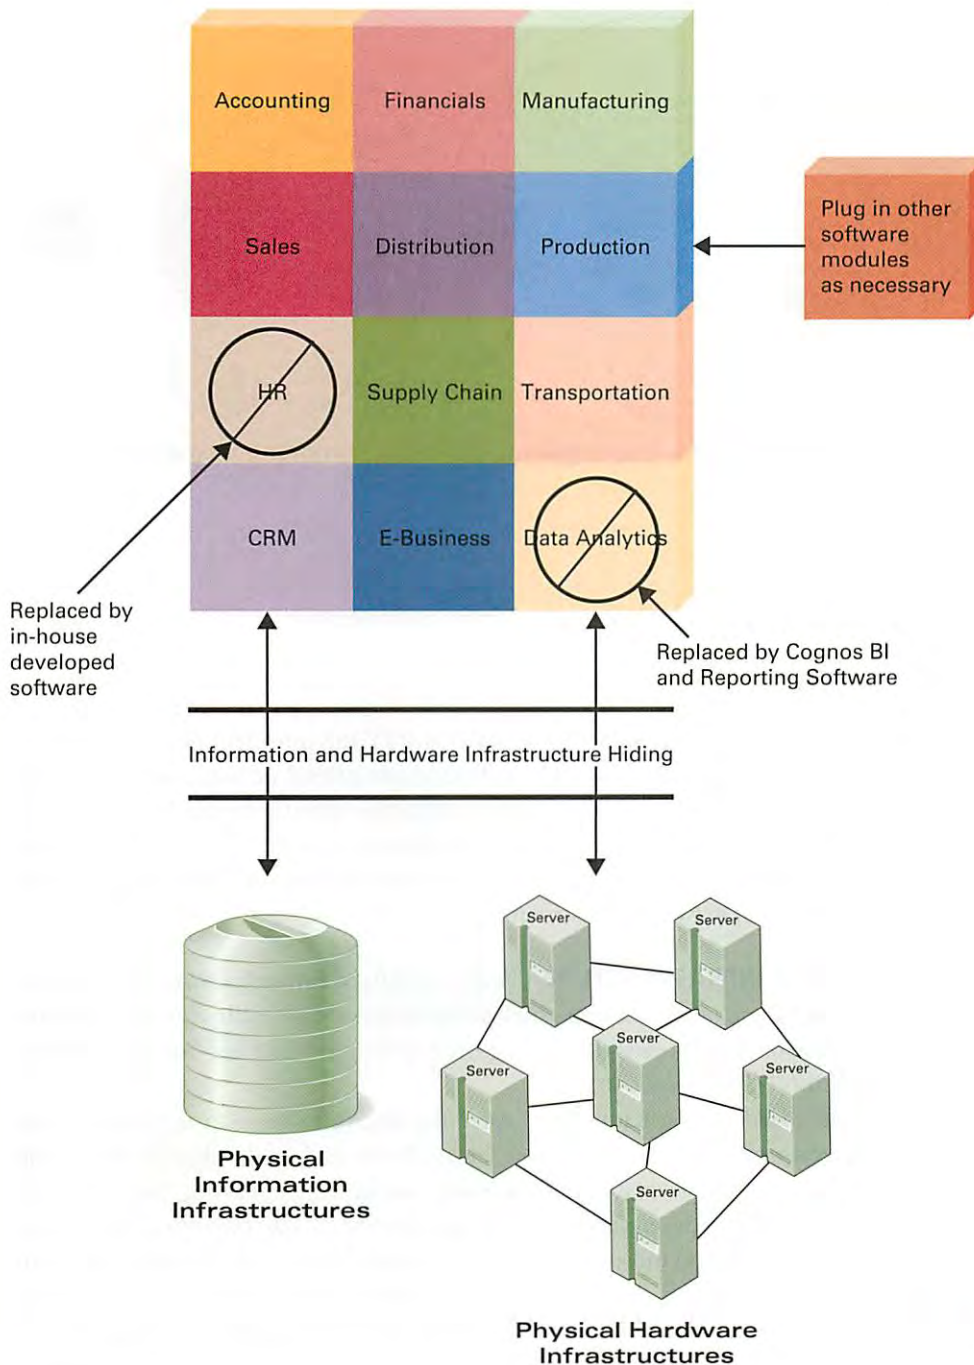 Accounting
Financials
Manufacturing
Sales
Distribution
Production
Plug in other
software
modules
as necessary
HR
Supply Chain
Transportation
CRM
E-Business
Data Analytics
Replaced by
in-house
developed
software
Replaced by Cognos BI
and Reporting Software
Information and Hardware Infrastructure Hiding
Server
Server
Server
Server
Server
Server
Physical
Information
Infrastructures
Physical Hardware
Infrastructures